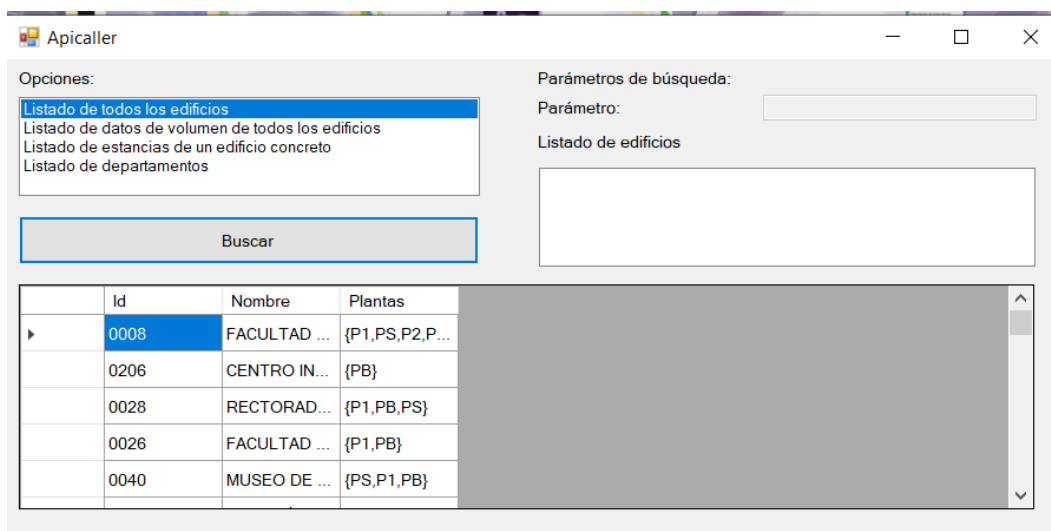 Apicaller
Opciones:
Listado de todos los edificios
Listado de datos de volumen de todos los edificios
Listado de estancias de un edificio concreto
Listado de departamentos
Buscar
Parámetros de búsqueda:
Parámetro:
Listado de edificios
Id Nombre Plantas
0008 FACULTAD ... {P1,PS,P2,P...
0206 CENTRO IN... {PB}
0028 RECTORAD... {P1,PB,PS}
0026 FACULTAD ... {P1,PB}
0040 MUSEO DE ... {PS,P1,PB}